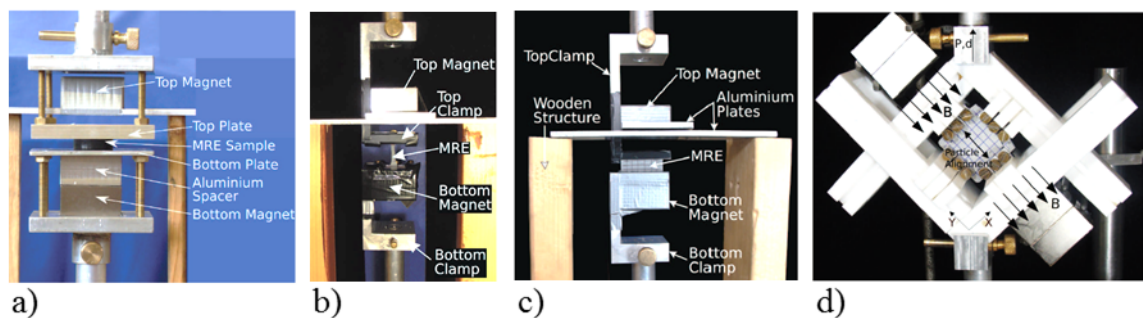 Top Magnet
Top Plate
MRE Sample
Bottom Plate
Aluminium
Spacer
Bottom Magnet
a)
Top Magnet
Top
Clamp
MRE
Bottom
Magnet
Bottom
Clamp
b)
TopClamp
Top Magnet
Wooden
Structure
Aluminium
Plates
MRE
Bottom
Magnet
Bottom
Clamp
c)
P,d
B
Particle
Alignment
B
Y
X
d)